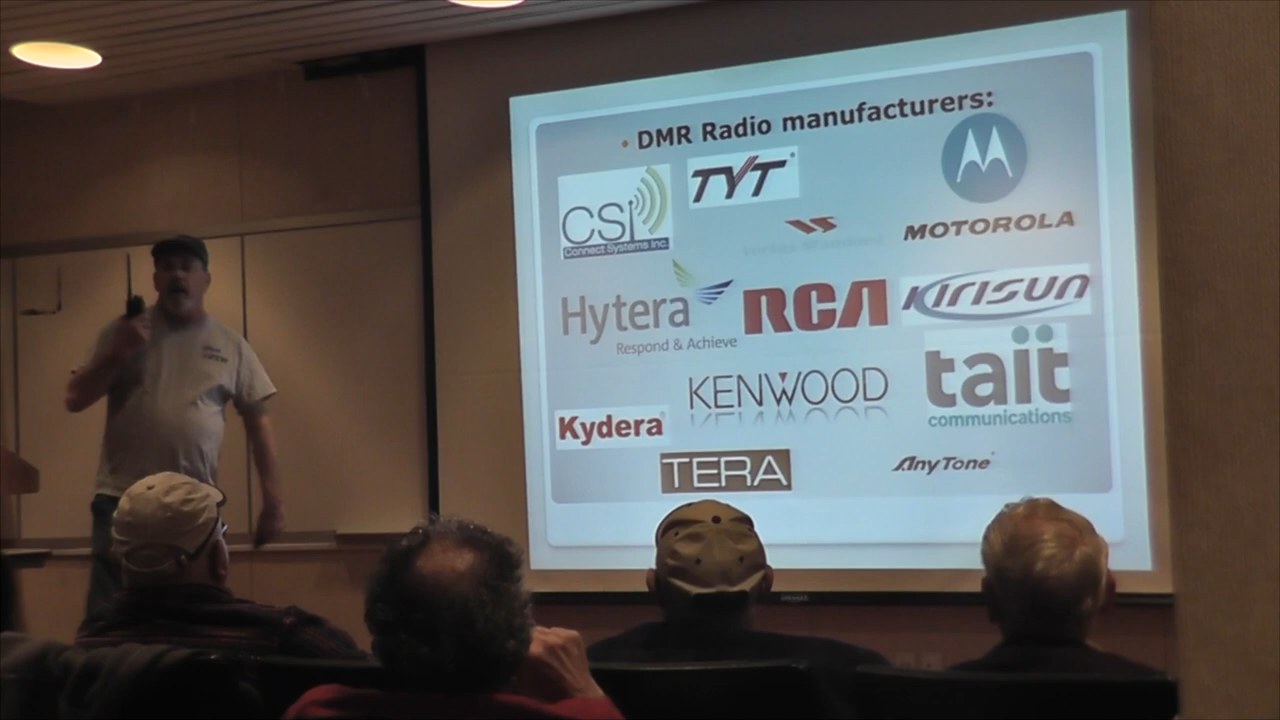 • DMR Radio manufacturers:
TYT
CSi
Connect Systems Inc.
MOTOROLA
Hytera
Respond & Achieve
RCA
KIRISUN
KENWOOD
tait
communications
Kydera
TERA
AnyTone